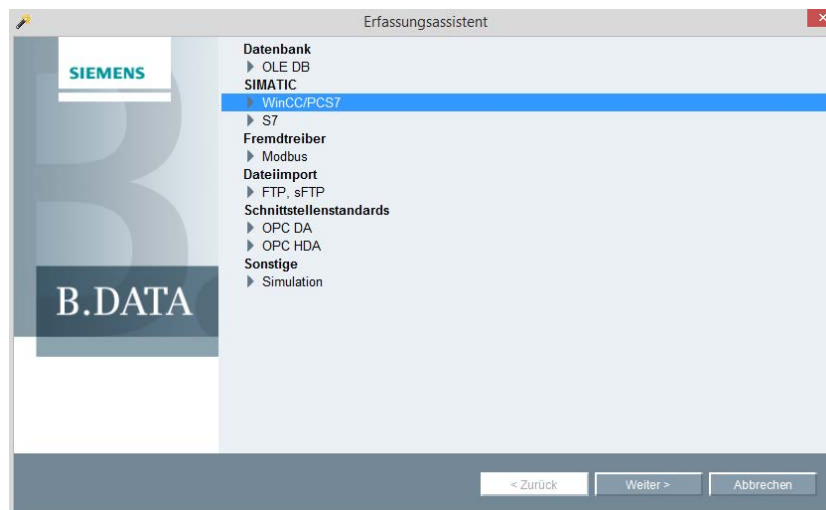 Erfassungsassistent
SIEMENS
B.DATA
Datenbank
OLE DB
SIMATIC
WinCC/PCS7
S7
Fremdtreiber
Modbus
Dateiimport
FTP, sFTP
Schnittstellenstandards
OPC DA
OPC HDA
Sonstige
Simulation
< Zurück
Weiter >
Abbrechen